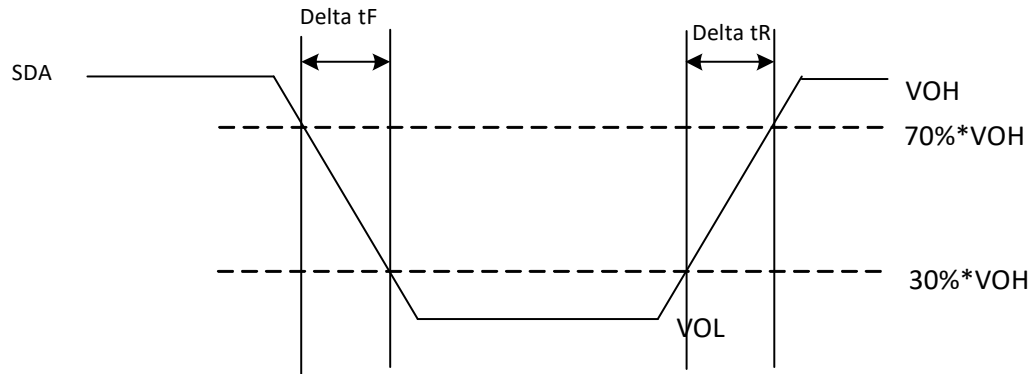 Delta tF
Delta tR
SDA
VOH
70%*VOH
30%*VOH
VOL